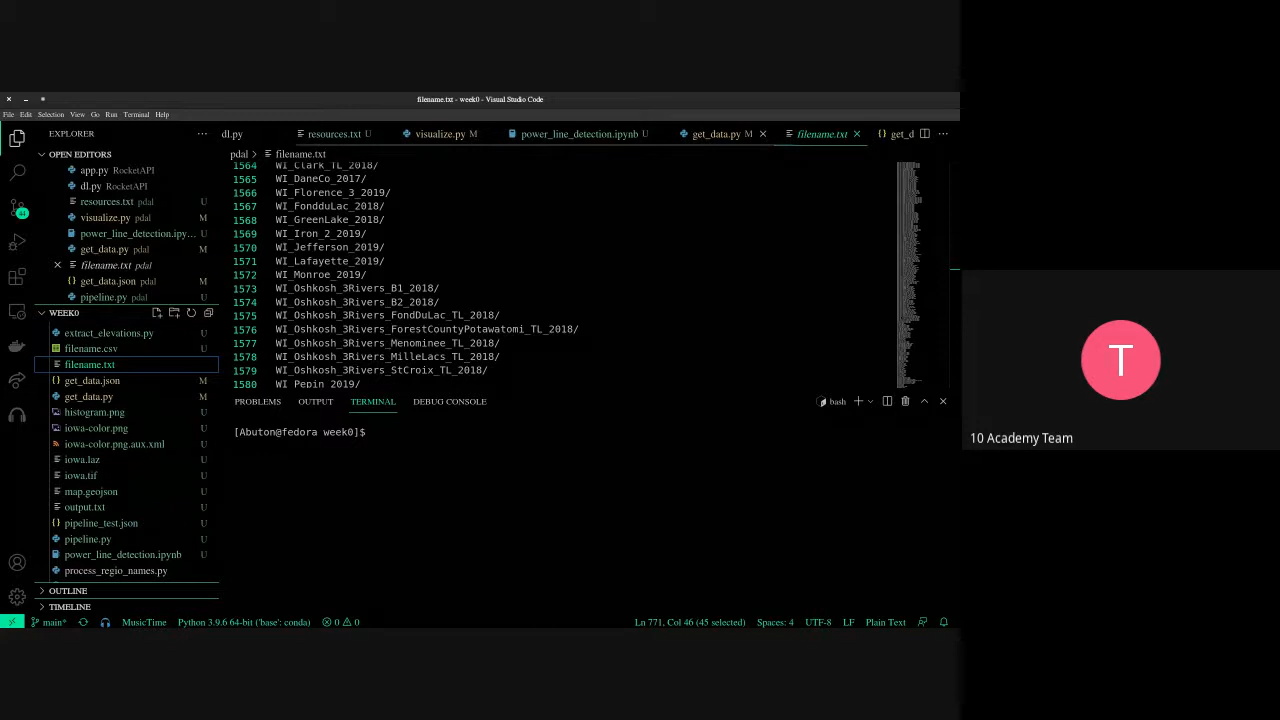 filename.txt - week0 - Visual Studio Code
File Edit Selection View Go Run Terminal Help
EXPLORER
OPEN EDITORS
app.py RocketAPI
dl.py RocketAPI
resources.txt pdal U
visualize.py pdal M
power_line_detection.ipy... U
get_data.py pdal M
filename.txt pdal
get_data.json pdal U
pipeline.py pdal U
WEEK0
extract_elevations.py U
filename.csv U
filename.txt
get_data.json M
get_data.py M
histogram.png U
iowa-color.png U
iowa-color.png.aux.xml U
iowa.laz U
iowa.tif U
map.geojson U
output.txt U
pipeline_test.json U
pipeline.py U
power_line_detection.ipynb U
process_regio_names.py
OUTLINE
TIMELINE
dl.py resources.txt U visualize.py M power_line_detection.ipynb U get_data.py M filename.txt get_d
pdal > filename.txt
1564 WI_Clark_TL_2018/
1565 WI_DaneCo_2017/
1566 WI_Florence_3_2019/
1567 WI_FondduLac_2018/
1568 WI_GreenLake_2018/
1569 WI_Iron_2_2019/
1570 WI_Jefferson_2019/
1571 WI_Lafayette_2019/
1572 WI_Monroe_2019/
1573 WI_Oshkosh_3Rivers_B1_2018/
1574 WI_Oshkosh_3Rivers_B2_2018/
1575 WI_Oshkosh_3Rivers_FondDuLac_TL_2018/
1576 WI_Oshkosh_3Rivers_ForestCountyPotawatomi_TL_2018/
1577 WI_Oshkosh_3Rivers_Menominee_TL_2018/
1578 WI_Oshkosh_3Rivers_MilleLacs_TL_2018/
1579 WI_Oshkosh_3Rivers_StCroix_TL_2018/
1580 WI_Pepin_2019/
PROBLEMS OUTPUT TERMINAL DEBUG CONSOLE bash
[Abuton@fedora week0]$
44
main* MusicTime Python 3.9.6 64-bit ('base': conda) 0 0 Ln 771, Col 46 (45 selected) Spaces: 4 UTF-8 LF Plain Text
T
10 Academy Team